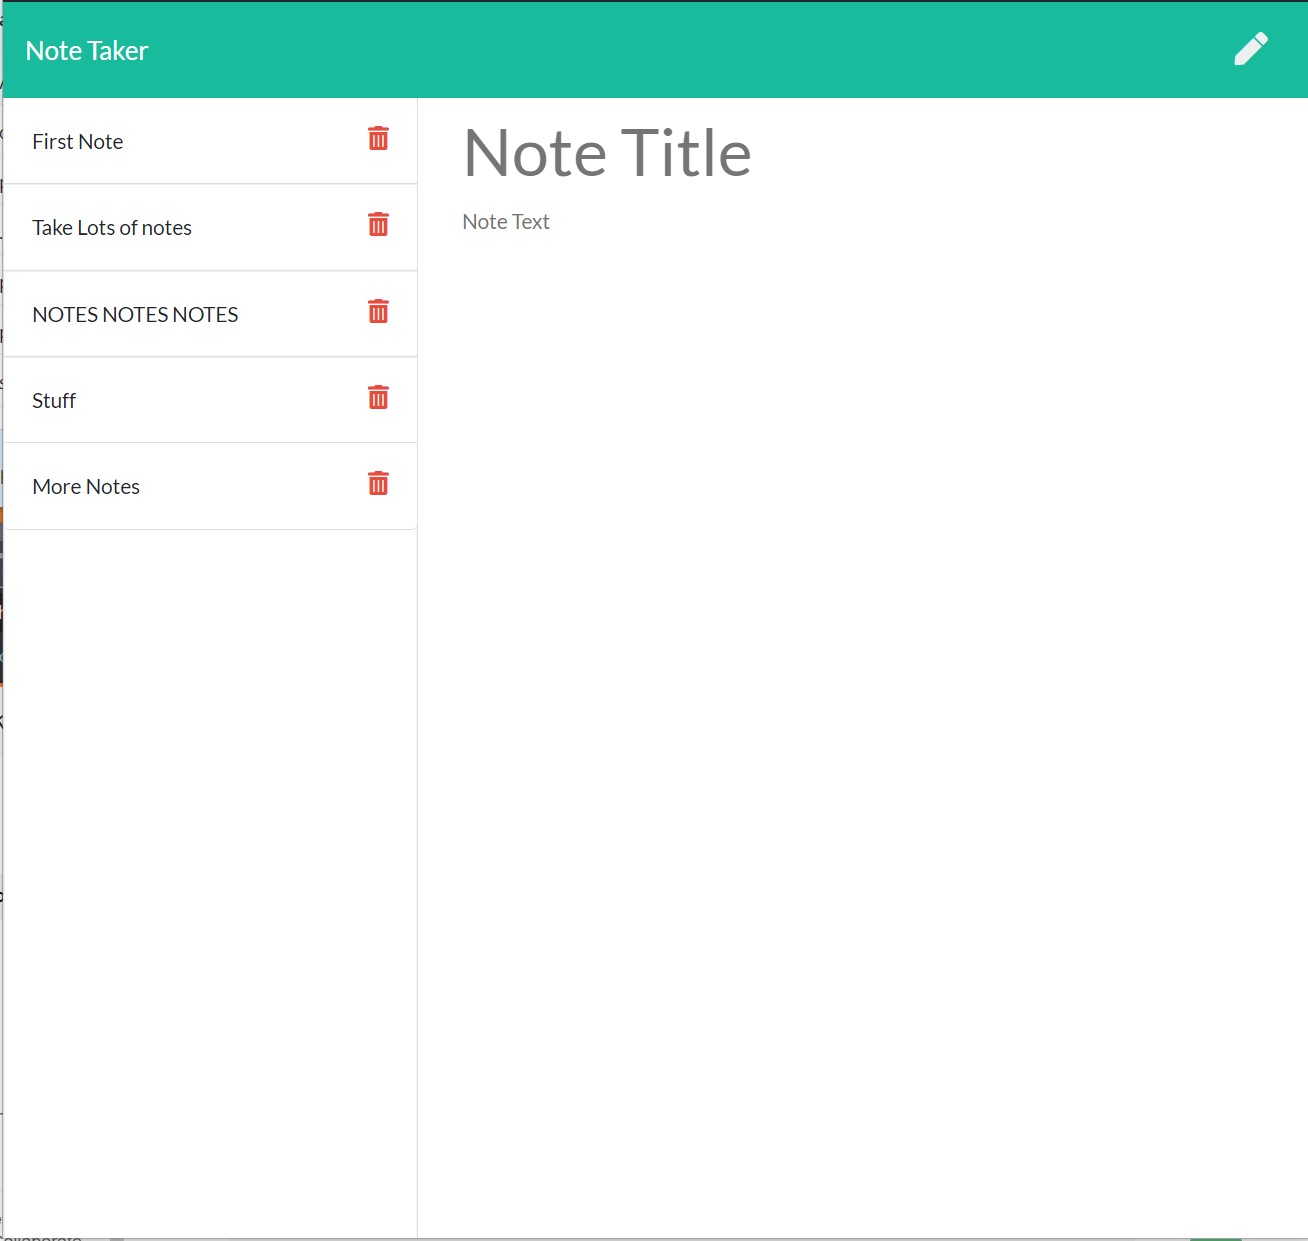 Note Taker
First Note
Take Lots of notes
NOTES NOTES NOTES
Stuff
More Notes
Note Title
Note Text